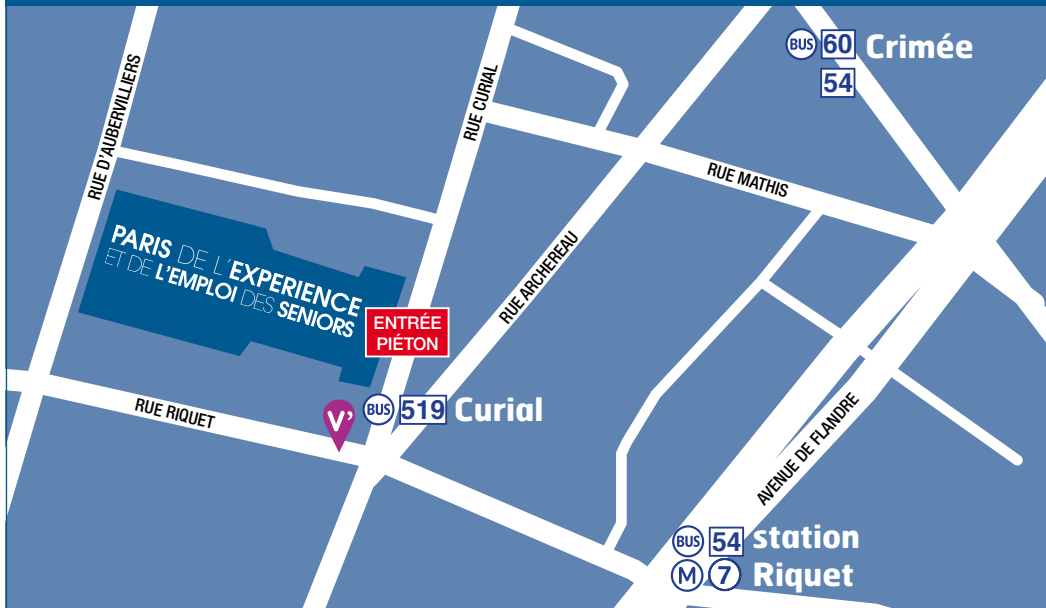 BUS 60 Crimée
54
RUE D'AUBERVILLIERS
RUE CURIAL
RUE MATHIS
PARIS DE L'EXPERIENCE
ET DE L'EMPLOI DES SENIORS
RUE ARCHEREAU
ENTRÉE
PIÉTON
RUE RIQUET
V'
BUS 519 Curial
AVENUE DE FLANDRE
BUS 54 station
M 7 Riquet